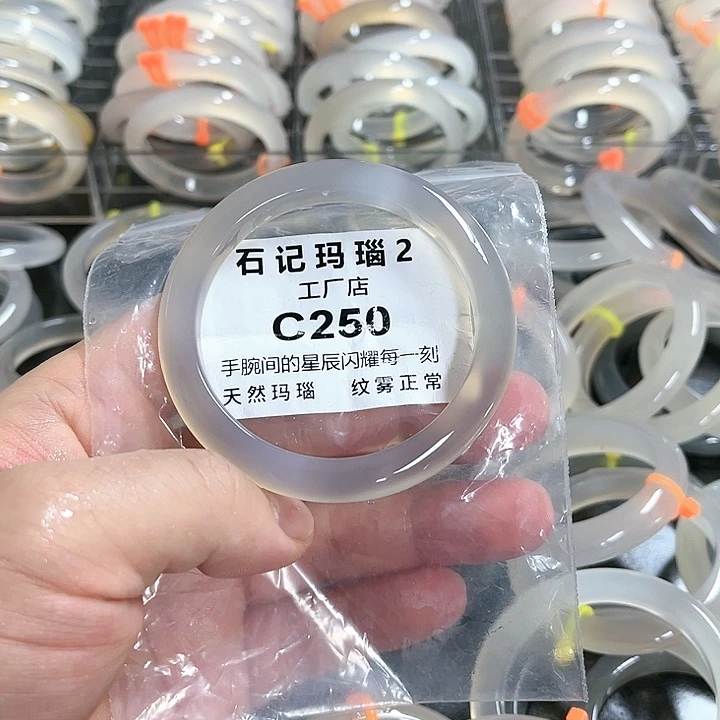 石记玛瑙2
工厂店
C250
手腕间的星辰闪耀每一刻
天然玛瑙 纹雾正常